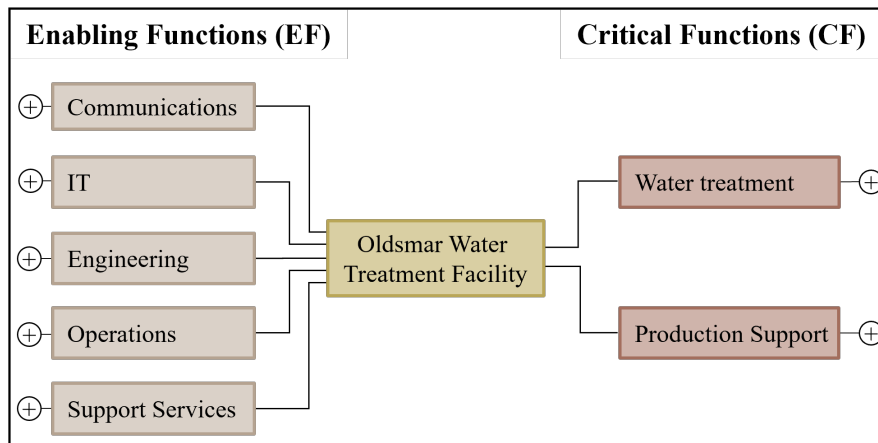 Enabling Functions (EF)
Critical Functions (CF)
Communications
IT
Engineering
Operations
Support Services
Oldsmar Water
Treatment Facility
Water treatment
Production Support